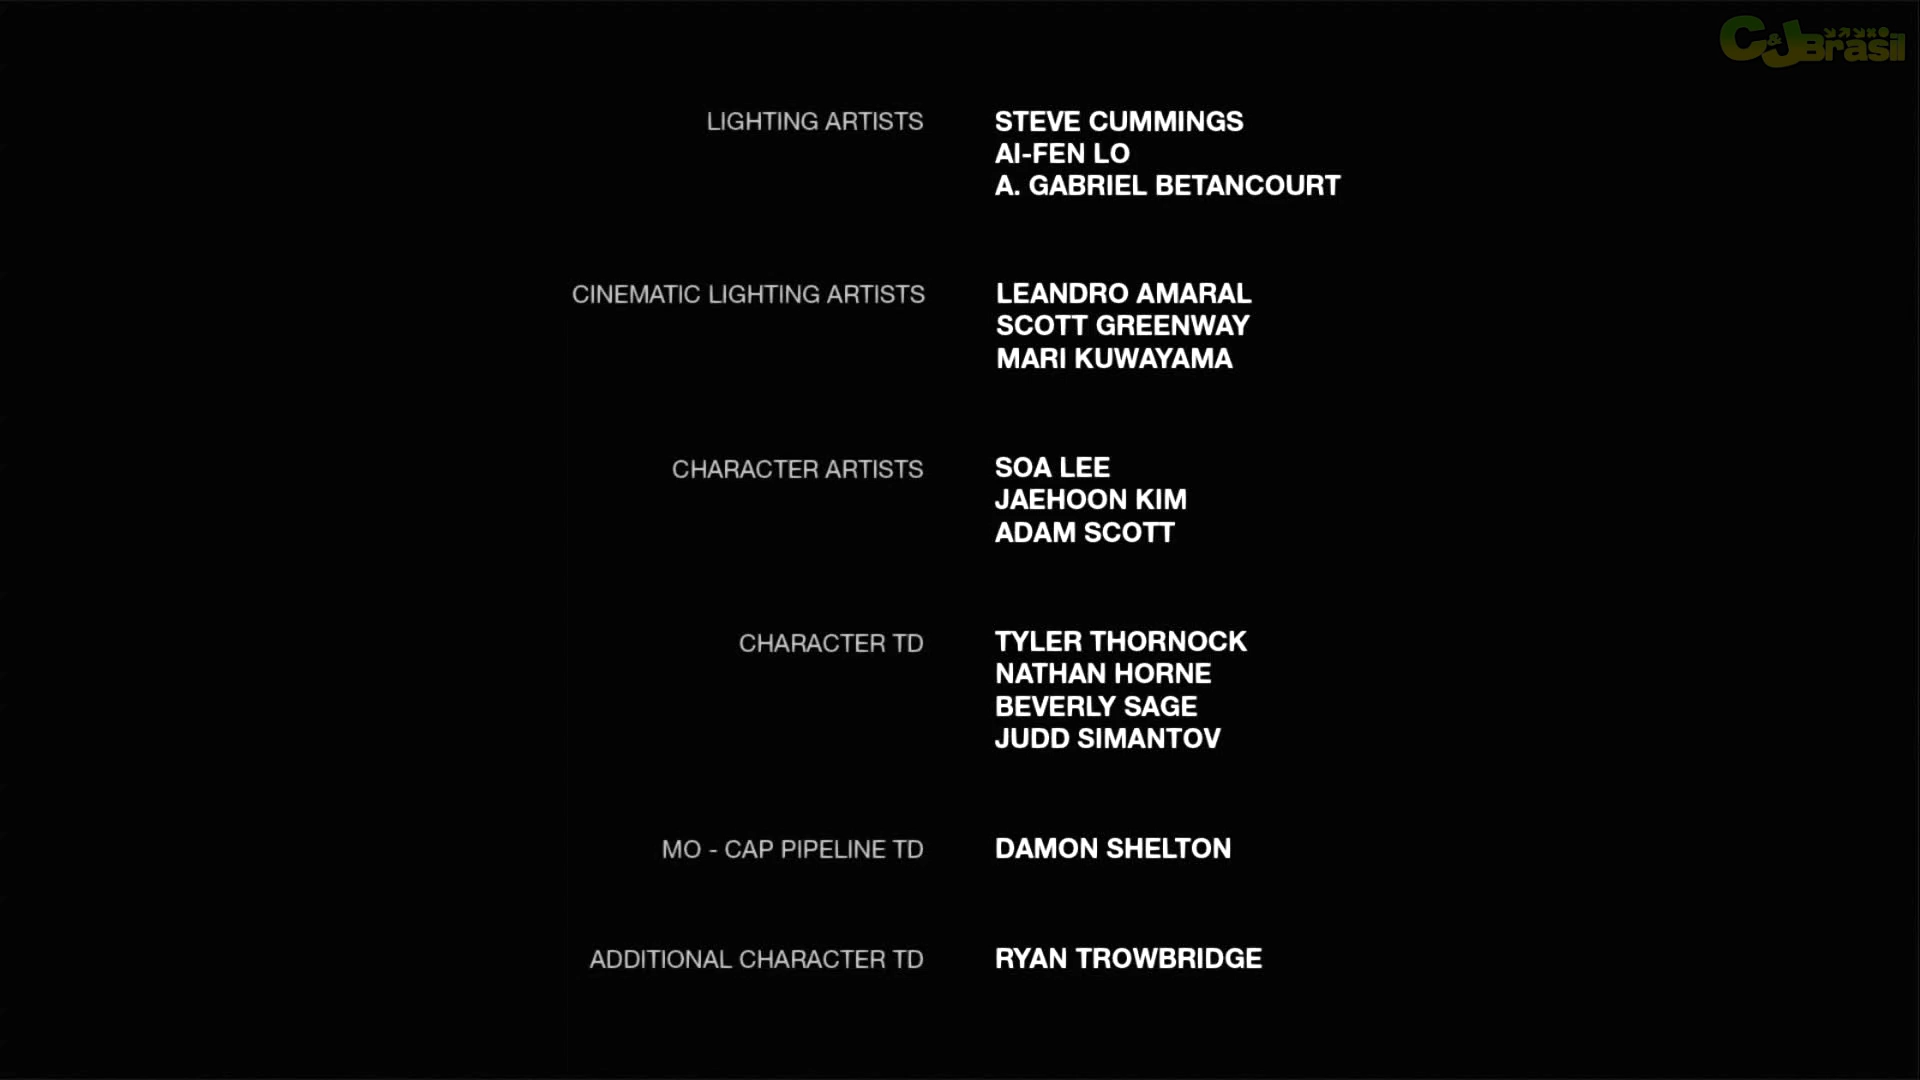 C&J Brasil
LIGHTING ARTISTS STEVE CUMMINGS
AI-FEN LO
A. GABRIEL BETANCOURT
CINEMATIC LIGHTING ARTISTS LEANDRO AMARAL
SCOTT GREENWAY
MARI KUWAYAMA
CHARACTER ARTISTS SOA LEE
JAEHOON KIM
ADAM SCOTT
CHARACTER TD TYLER THORNOCK
NATHAN HORNE
BEVERLY SAGE
JUDD SIMANTOV
MO - CAP PIPELINE TD DAMON SHELTON
ADDITIONAL CHARACTER TD RYAN TROWBRIDGE